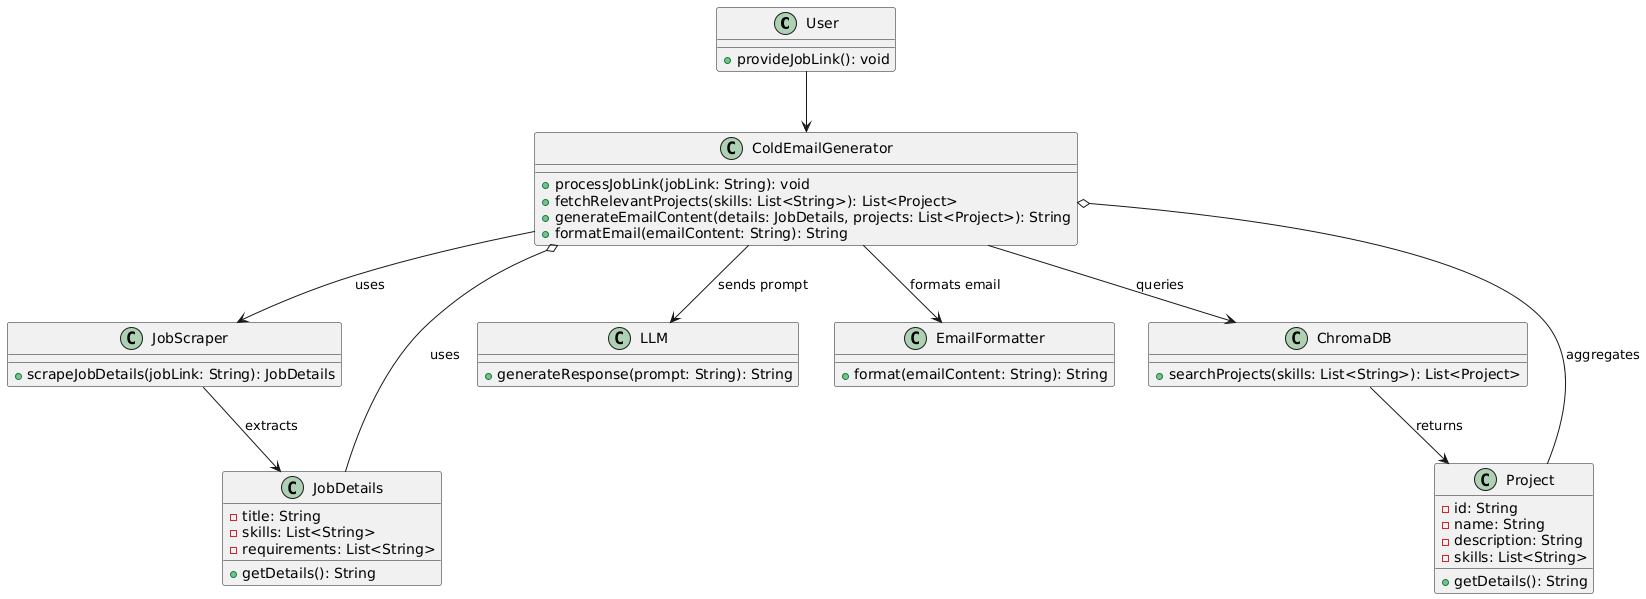 C User
provideJobLink(): void
C ColdEmailGenerator
processJobLink(jobLink: String): void
fetchRelevantProjects(skills: List<String>): List<Project>
generateEmailContent(details: JobDetails, projects: List<Project>): String
formatEmail(emailContent: String): String
uses
sends prompt
formats email
queries
C JobScraper
scrapeJobDetails(jobLink: String): JobDetails
uses
C LLM
generateResponse(prompt: String): String
C EmailFormatter
format(emailContent: String): String
C ChromaDB
searchProjects(skills: List<String>): List<Project>
aggregates
extracts
returns
C JobDetails
title: String
skills: List<String>
requirements: List<String>
getDetails(): String
C Project
id: String
name: String
description: String
skills: List<String>
getDetails(): String